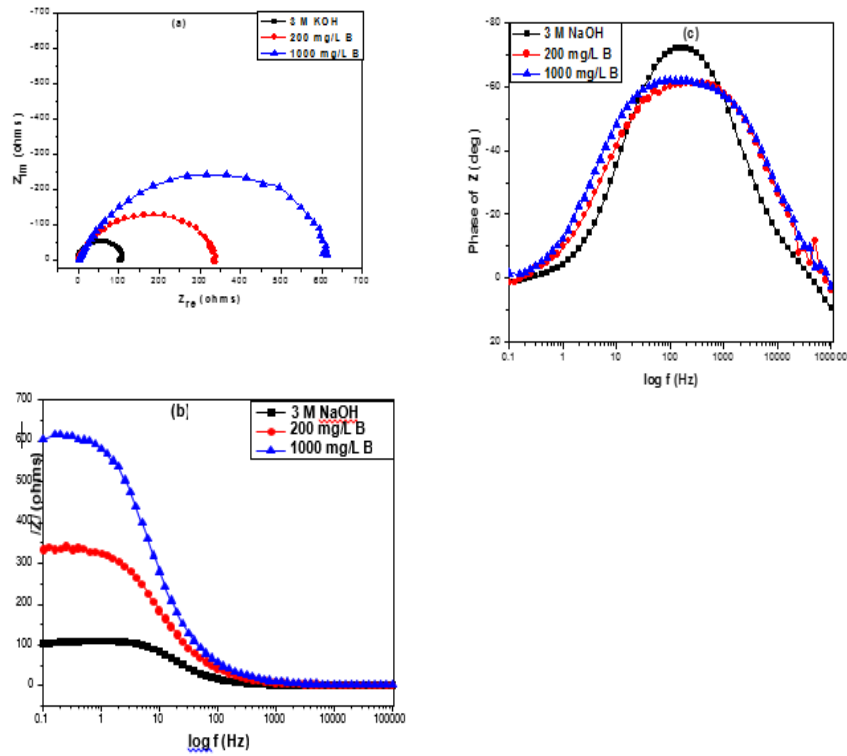 (a)
3 M KOH
200 mg/L B
1000 mg/L B
-700
-600
-500
-400
-300
-200
-100
0
Z_im (ohms)
0 100 200 300 400 500 600 700
Z_re (ohms)
(c)
3 M NaOH
200 mg/L B
1000 mg/L B
-80
-60
-40
-20
0
20
Phase of Z (deg)
0.1 1 10 100 1000 10000 100000
log f (Hz)
(b)
3 M NaOH
200 mg/L B
1000 mg/L B
700
600
500
400
300
200
100
0
/Z/ (ohms)
0.1 1 10 100 1000 10000 100000
log f (Hz)